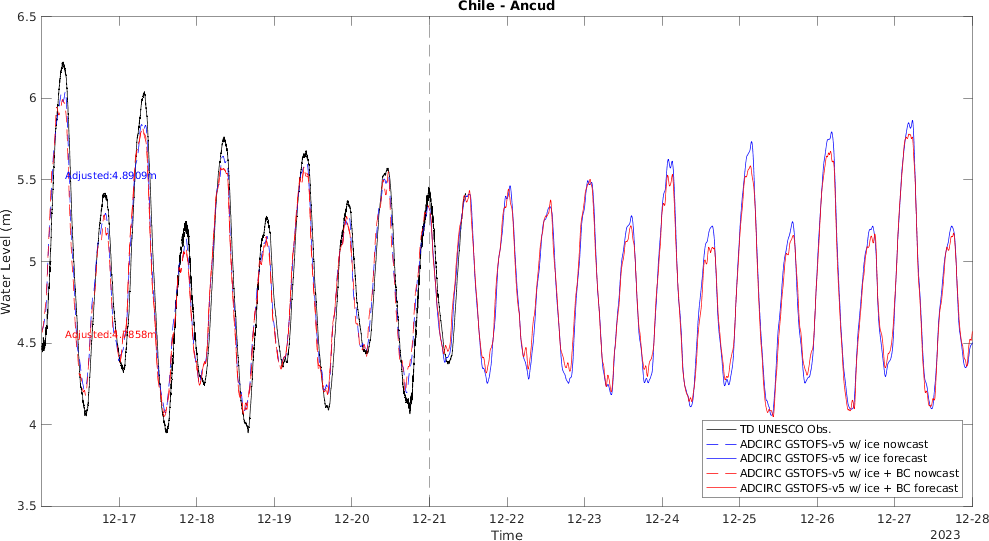 Chile - Ancud
6.5
6
5.5
5
4.5
4
3.5
Water Level (m)
Adjusted:4.8909m
TD UNESCO Obs.
ADCIRC GSTOFS-v5 w/ ice nowcast
ADCIRC GSTOFS-v5 w/ ice forecast
ADCIRC GSTOFS-v5 w/ ice + BC nowcast
ADCIRC GSTOFS-v5 w/ ice + BC forecast
12-17 12-18 12-19 12-20 12-21 12-22 12-23 12-24 12-25 12-26 12-27 12-28
Time
2023